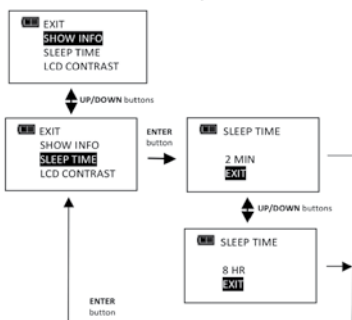 EXIT
SHOW INFO
SLEEP TIME
LCD CONTRAST
UP/DOWN buttons
EXIT
SHOW INFO
SLEEP TIME
LCD CONTRAST
ENTER
button
SLEEP TIME
2 MIN
EXIT
UP/DOWN buttons
SLEEP TIME
8 HR
EXIT
ENTER
button